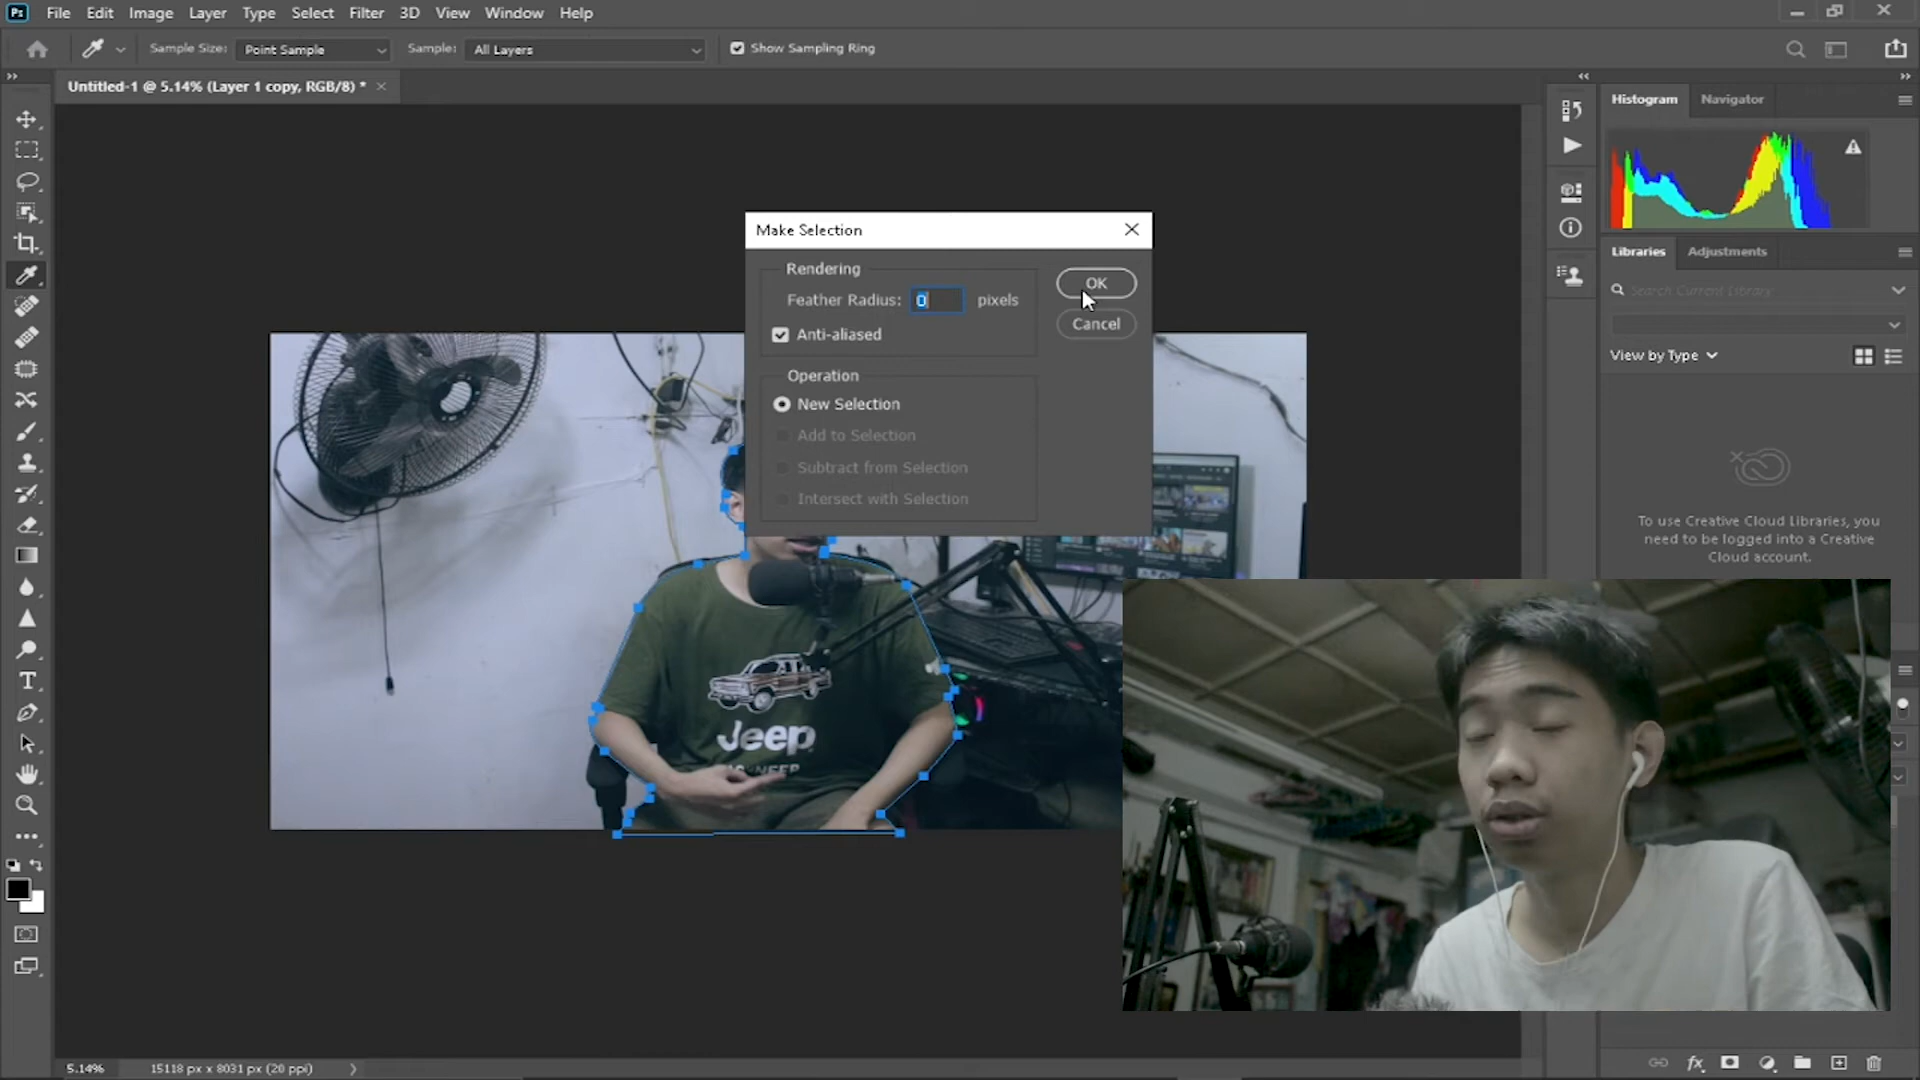 Ps File Edit Image Layer Type Select Filter 3D View Window Help
Sample Size: Point Sample Sample: All Layers Show Sampling Ring
Untitled-1 @ 5.14% (Layer 1 copy, RGB/8) *
Histogram Navigator
Make Selection
Rendering
Feather Radius: 0 pixels
OK
Anti-aliased
Cancel
Operation
New Selection
Add to Selection
Subtract from Selection
Intersect with Selection
Libraries Adjustments
Search Current Library
View by Type
To use Creative Cloud Libraries, you
need to be logged into a Creative
Cloud account.
Jeep
5.14% 15118 px x 8031 px (20 ppi)
fx